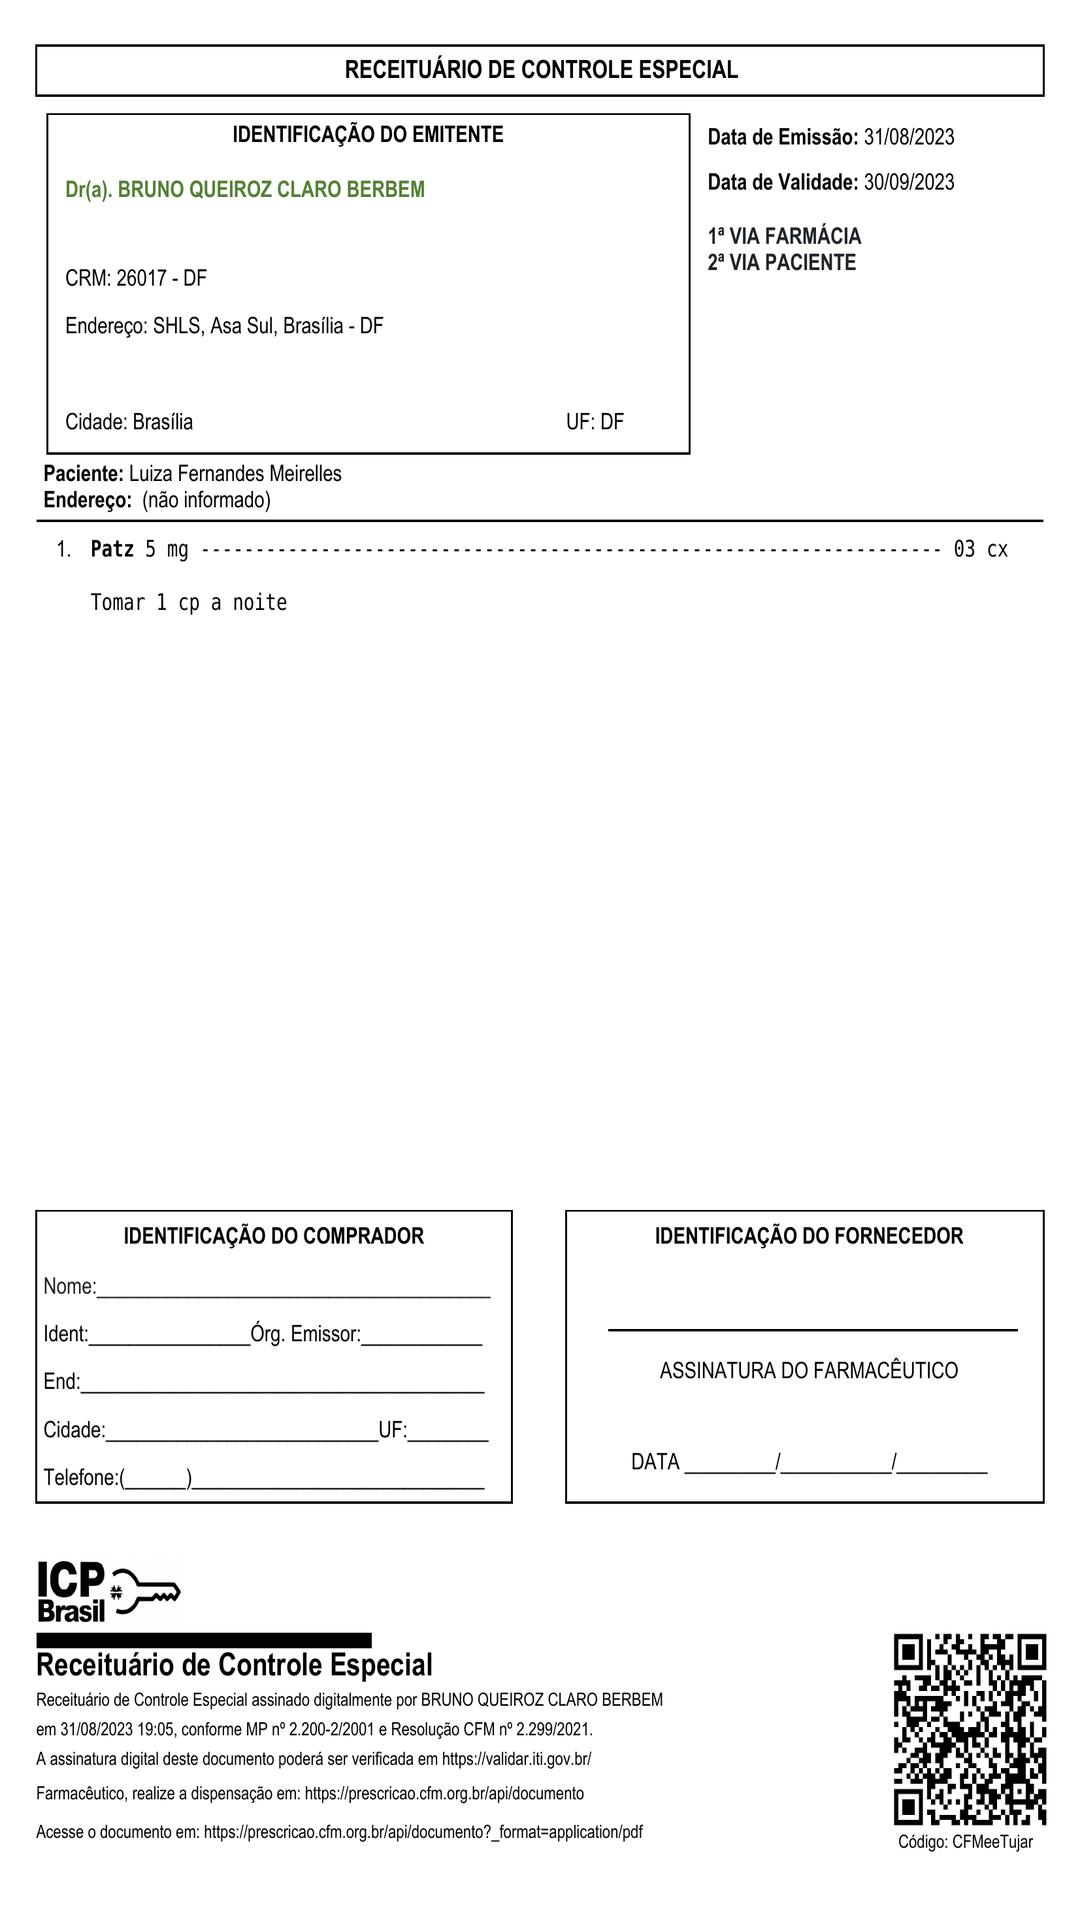 RECEITUÁRIO DE CONTROLE ESPECIAL
IDENTIFICAÇÃO DO EMITENTE
Dr(a). BRUNO QUEIROZ CLARO BERBEM
CRM: 26017 - DF
Endereço: SHLS, Asa Sul, Brasília - DF
Cidade: Brasília UF: DF
Data de Emissão: 31/08/2023
Data de Validade: 30/09/2023
1ª VIA FARMÁCIA
2ª VIA PACIENTE
Paciente: Luiza Fernandes Meirelles
Endereço: (não informado)
1. Patz 5 mg -------------------------------------------------------------------- 03 cx
Tomar 1 cp a noite
IDENTIFICAÇÃO DO COMPRADOR
Nome:_______________________________________
Ident:________________Órg. Emissor:____________
End:________________________________________
Cidade:___________________________UF:________
Telefone:(______)_____________________________
IDENTIFICAÇÃO DO FORNECEDOR
ASSINATURA DO FARMACÊUTICO
DATA _________/___________/_________
ICP
Brasil
Receituário de Controle Especial
Receituário de Controle Especial assinado digitalmente por BRUNO QUEIROZ CLARO BERBEM
em 31/08/2023 19:05, conforme MP nº 2.200-2/2001 e Resolução CFM nº 2.299/2021.
A assinatura digital deste documento poderá ser verificada em https://validar.iti.gov.br/
Farmacêutico, realize a dispensação em: https://prescricao.cfm.org.br/api/documento
Acesse o documento em: https://prescricao.cfm.org.br/api/documento?_format=application/pdf
Código: CFMeeTujar